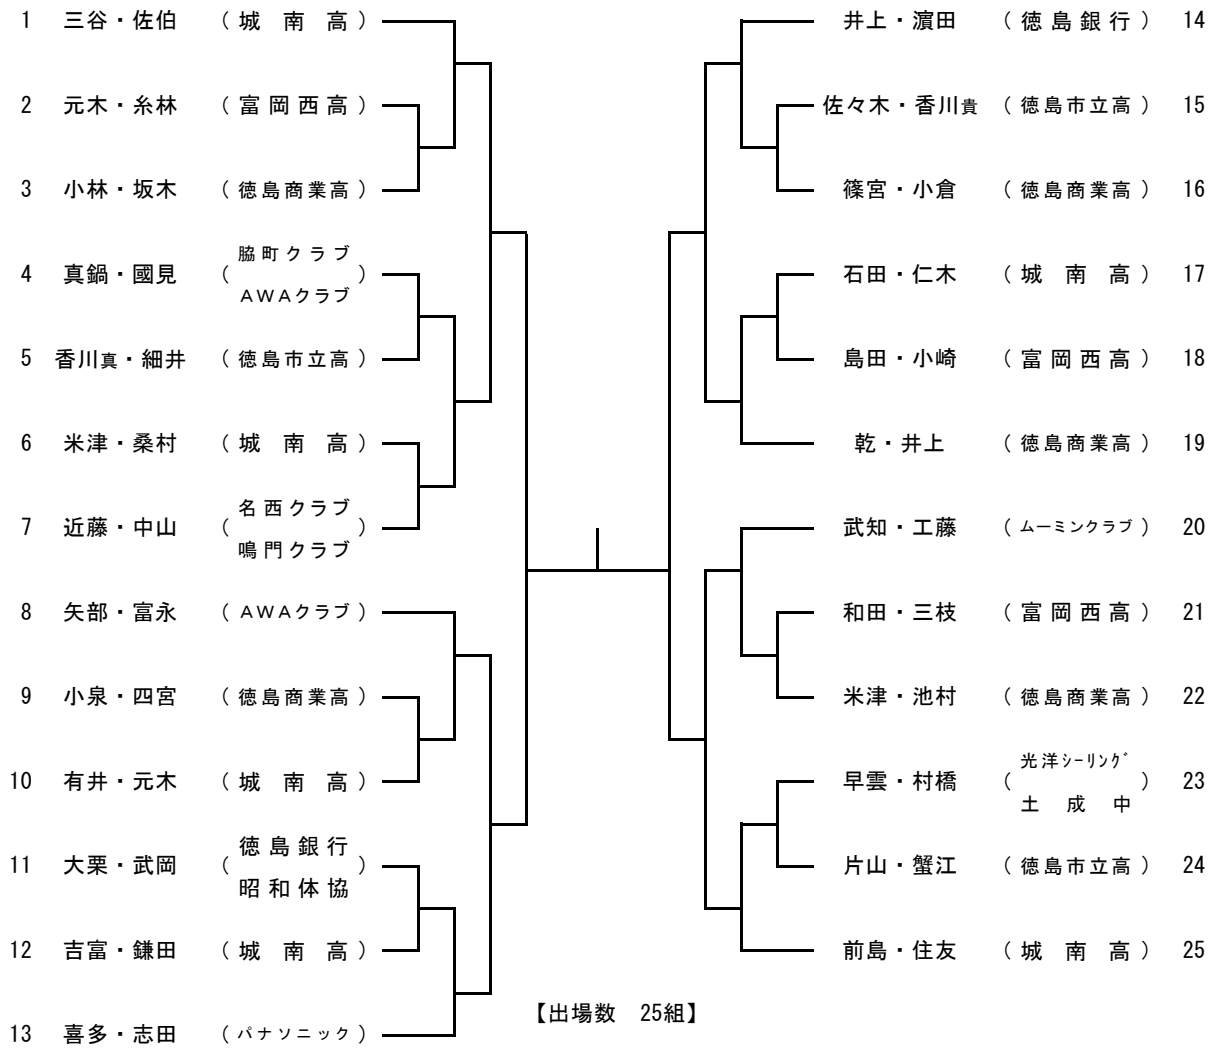 1 三谷・佐伯 (城南高)
2 元木・糸林 (富岡西高)
3 小林・坂木 (徳島商業高)
4 真鍋・國見 (脇町クラブ
AWAクラブ)
5 香川真・細井 (徳島市立高)
6 米津・桑村 (城南高)
7 近藤・中山 (名西クラブ
鳴門クラブ)
8 矢部・富永 (AWAクラブ)
9 小泉・四宮 (徳島商業高)
10 有井・元木 (城南高)
11 大栗・武岡 (徳島銀行
昭和体協)
12 吉富・鎌田 (城南高)
13 喜多・志田 (パナソニック)
井上・濵田 (徳島銀行) 14
佐々木・香川貴 (徳島市立高) 15
篠宮・小倉 (徳島商業高) 16
石田・仁木 (城南高) 17
島田・小崎 (富岡西高) 18
乾・井上 (徳島商業高) 19
武知・工藤 (ムーミンクラブ) 20
和田・三枝 (富岡西高) 21
米津・池村 (徳島商業高) 22
早雲・村橋 (光洋シーリング
土成中) 23
片山・蟹江 (徳島市立高) 24
前島・住友 (城南高) 25
【出場数 25組】